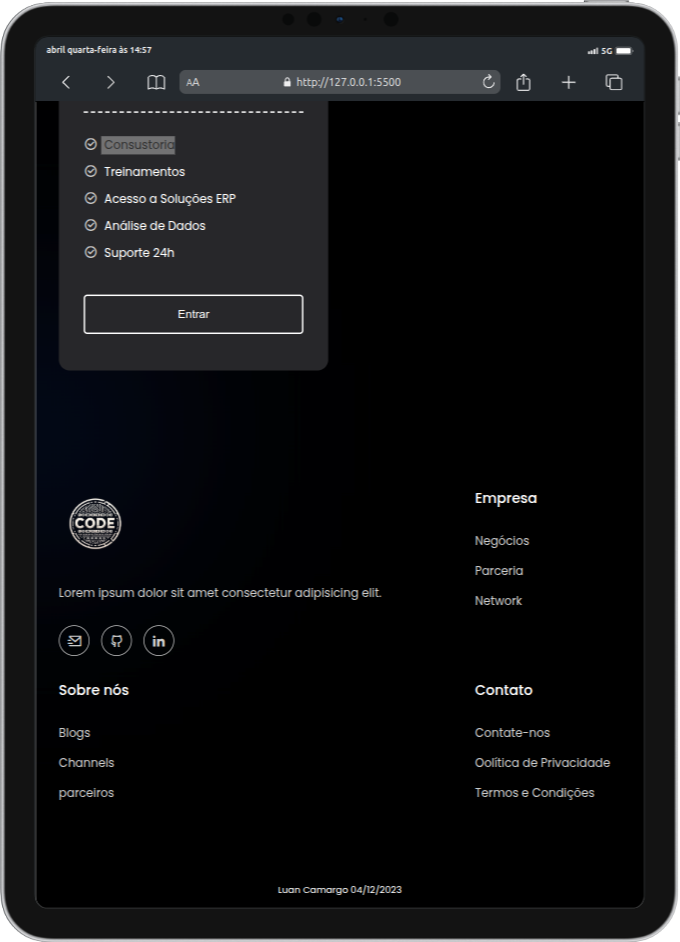 abril quarta-feira às 14:57
5G
AA
http://127.0.0.1:5500
Consustoria
Treinamentos
Acesso a Soluções ERP
Análise de Dados
Suporte 24h
Entrar
CODE
Lorem ipsum dolor sit amet consectetur adipisicing elit.
in
Empresa
Negócios
Parceria
Network
Sobre nós
Blogs
Channels
parceiros
Contato
Contate-nos
Oolítica de Privacidade
Termos e Condições
Luan Camargo 04/12/2023